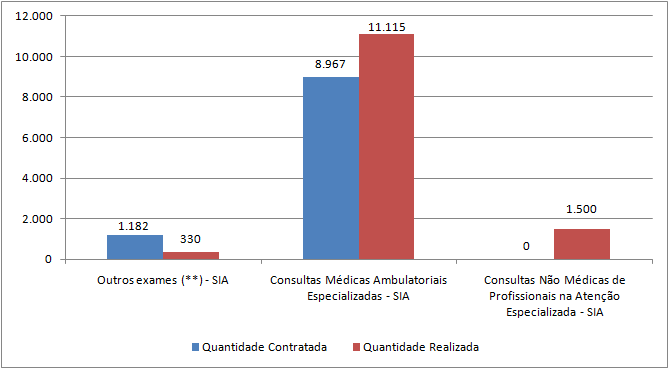 12.000
10.000
8.000
6.000
4.000
2.000
0
1.182
330
8.967
11.115
0
1.500
Outros exames (**) - SIA
Consultas Médicas Ambulatoriais
Especializadas - SIA
Consultas Não Médicas de
Profissionais na Atenção
Especializada - SIA
Quantidade Contratada
Quantidade Realizada